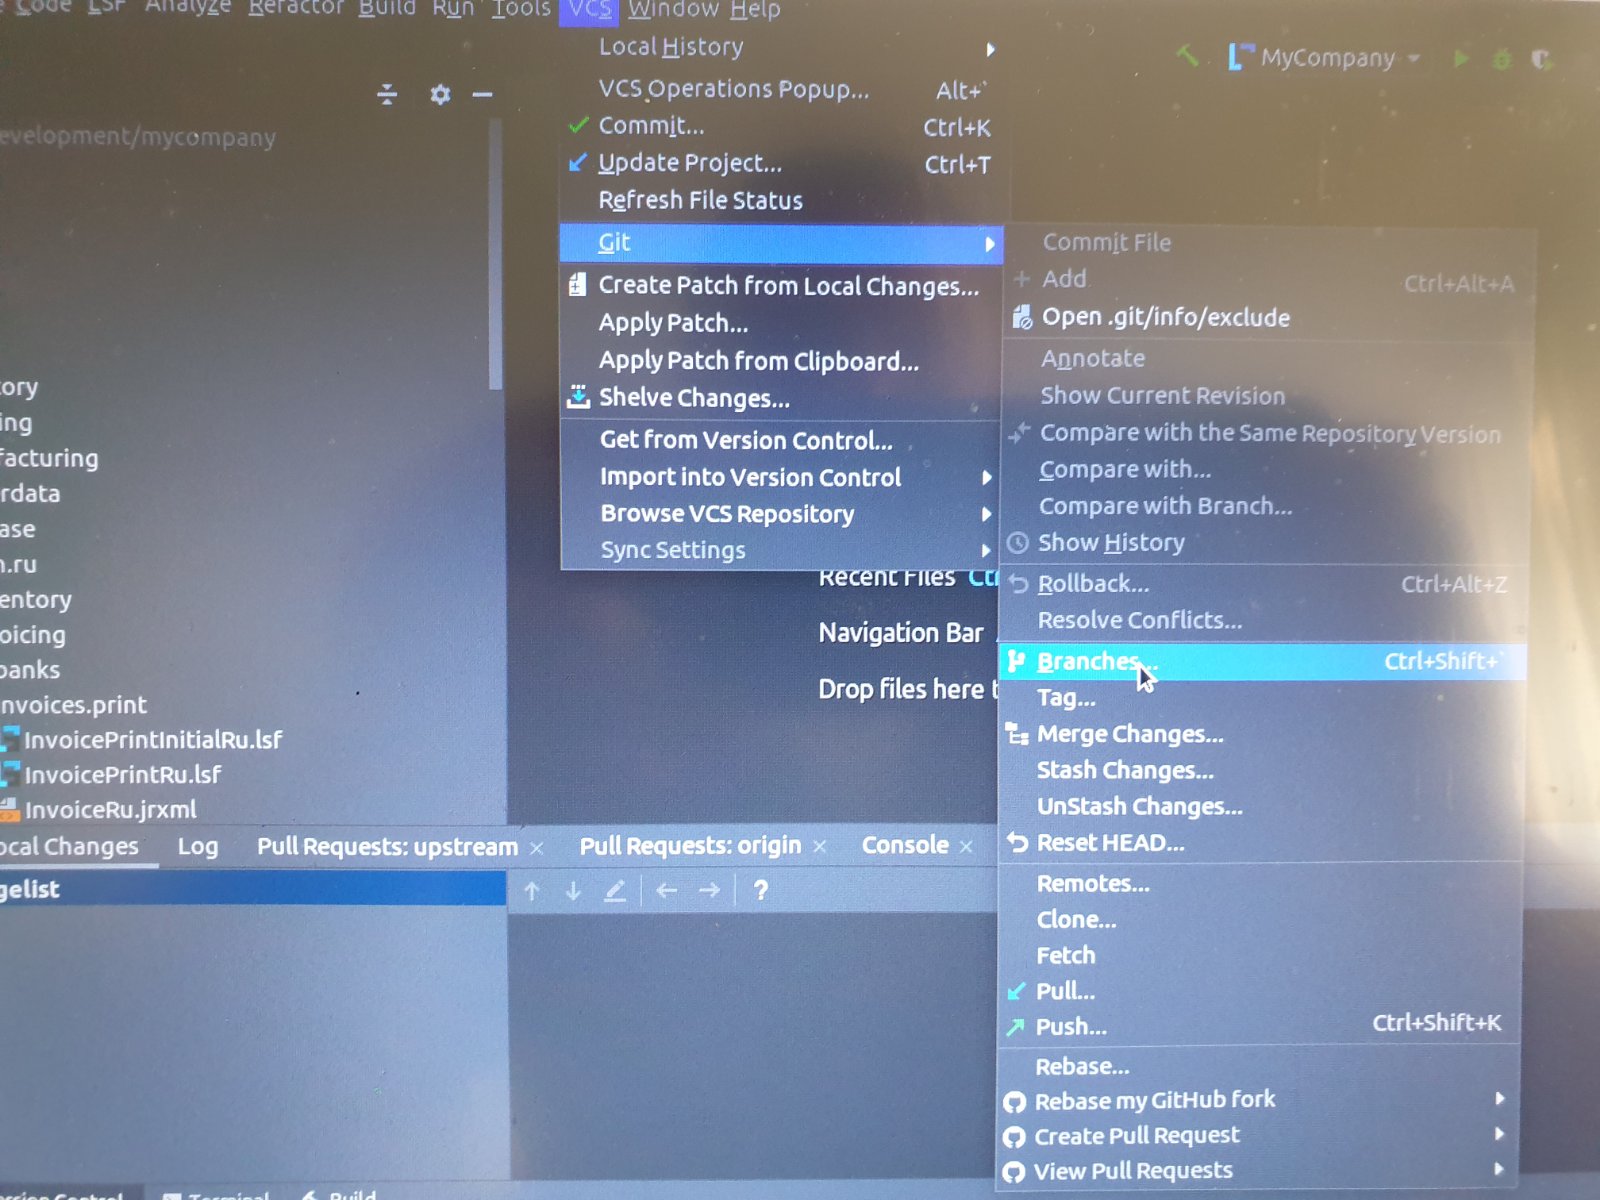 Code LSF Analyze Refactor Build Run Tools VCS Window Help
Local History
VCS Operations Popup... Alt+`
Commit... Ctrl+K
Update Project... Ctrl+T
Refresh File Status
Git
Create Patch from Local Changes...
Apply Patch...
Apply Patch from Clipboard...
Shelve Changes...
Get from Version Control...
Import into Version Control
Browse VCS Repository
Sync Settings
MyCompany
Commit File
Add Ctrl+Alt+A
Open .git/info/exclude
Annotate
Show Current Revision
Compare with the Same Repository Version
Compare with...
Compare with Branch...
Show History
Rollback... Ctrl+Alt+Z
Resolve Conflicts...
Branches... Ctrl+Shift+`
Tag...
Merge Changes...
Stash Changes...
UnStash Changes...
Reset HEAD...
Remotes...
Clone...
Fetch
Pull...
Push... Ctrl+Shift+K
Rebase...
Rebase my GitHub fork
Create Pull Request
View Pull Requests
evelopment/mycompany
ory
ing
facturing
rdata
ase
n.ru
entory
oicing
banks
nvoices.print
InvoicePrintInitialRu.lsf
InvoicePrintRu.lsf
InvoiceRu.jrxml
Recent Files Ct
Navigation Bar
Drop files here t
ocal Changes Log Pull Requests: upstream Pull Requests: origin Console
gelist ?
ersion Control Terminal Build